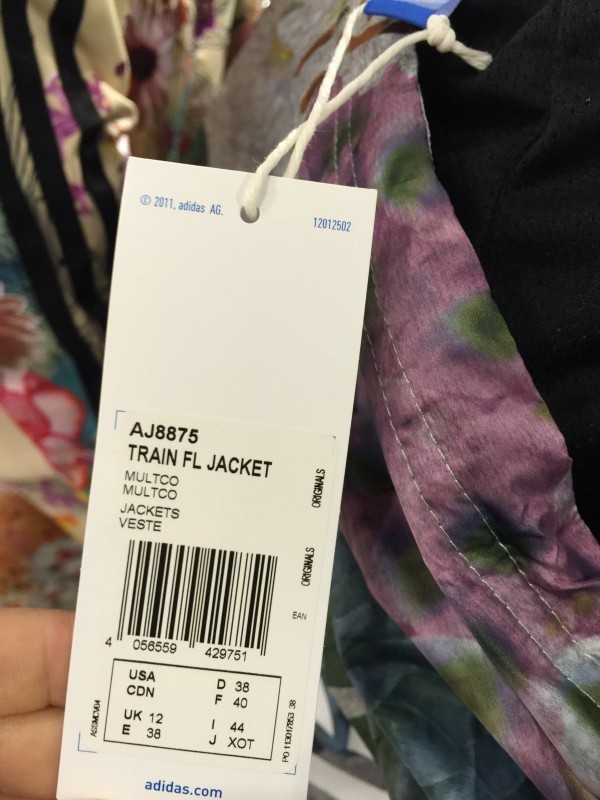 © 2011, adidas AG.
12012502
AJ8875
TRAIN FL JACKET
MULTCO
MULTCO
JACKETS
VESTE
ORIGINALS
ORIGINALS
EAN
4 056559 429751
USA
CDN
UK 12
E 38
D 38
F 40
I 44
J XOT
adidas.com